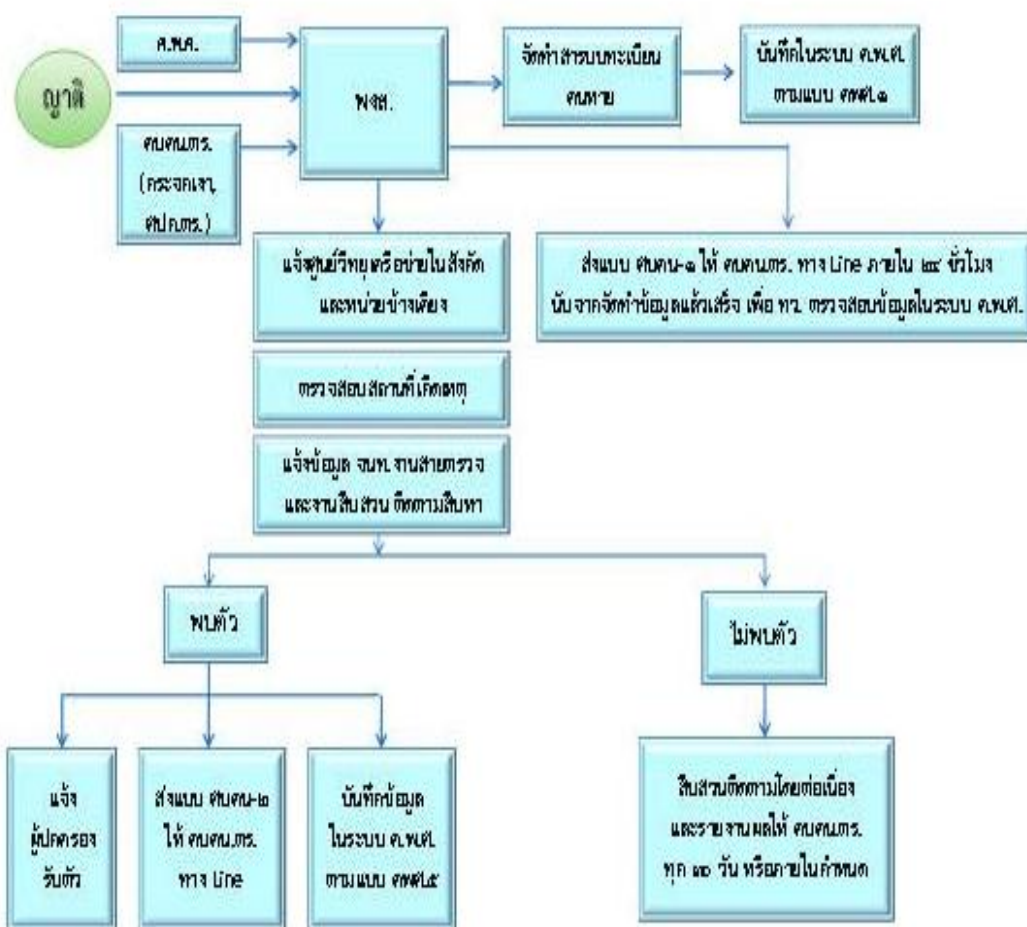 ญาติ
ค.พ.ศ.
ศบคน.ตร.
(กระจกเงา,
ศปก.ตร.)
พงส.
จัดทำสารบบทะเบียน
คนหาย
บันทึกในระบบ ค.พ.ศ.
ตามแบบ คพศ.๑
แจ้งศูนย์วิทยุเครือข่ายในสังกัด
และหน่วยข้างเคียง
ส่งแบบ ศบคน-๑ ให้ ศบคน.ตร. ทาง Line ภายใน ๒๔ ชั่วโมง
นับจากจัดทำข้อมูลแล้วเสร็จ เพื่อ ทว. ตรวจสอบข้อมูลในระบบ ค.พ.ศ.
ตรวจสอบสถานที่เกิดเหตุ
แจ้งข้อมูล จนท.งานสายตรวจ
และงานสืบสวน ติดตามสืบหา
พบตัว
ไม่พบตัว
แจ้ง
ผู้ปกครอง
รับตัว
ส่งแบบ ศบคน-๒
ให้ ศบคน.ตร.
ทาง Line
บันทึกข้อมูล
ในระบบ ค.พ.ศ.
ตามแบบ คพศ.๕
สืบสวนติดตามโดยต่อเนื่อง
และรายงานผลให้ ศบคน.ตร.
ทุก ๓๐ วัน หรือภายในกำหนด